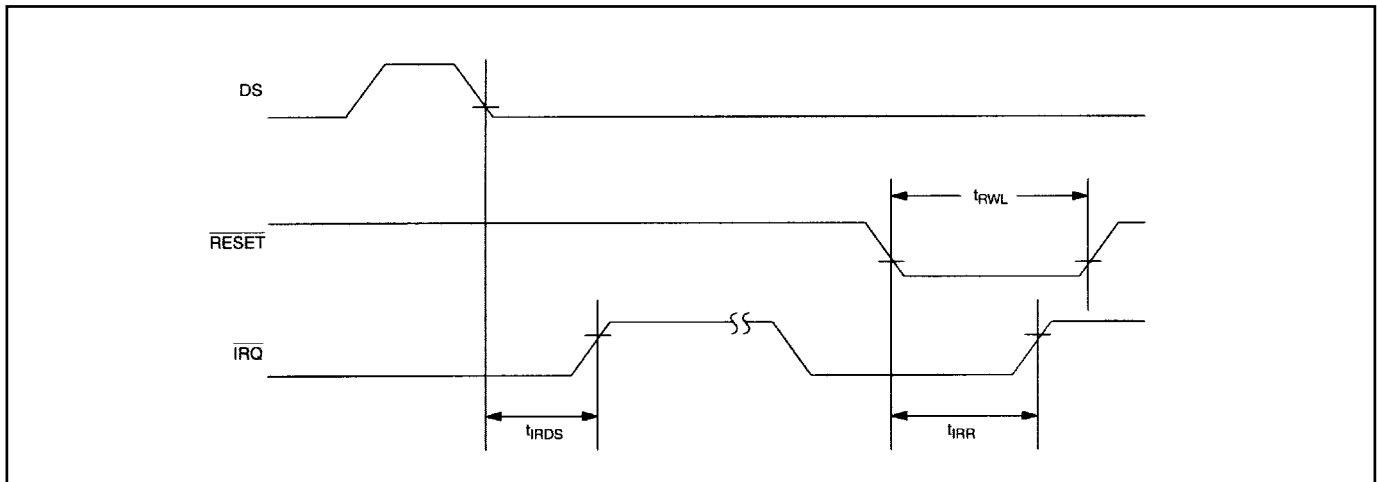 DS
tRWL
RESET
IRQ
tIRDS
tIRR